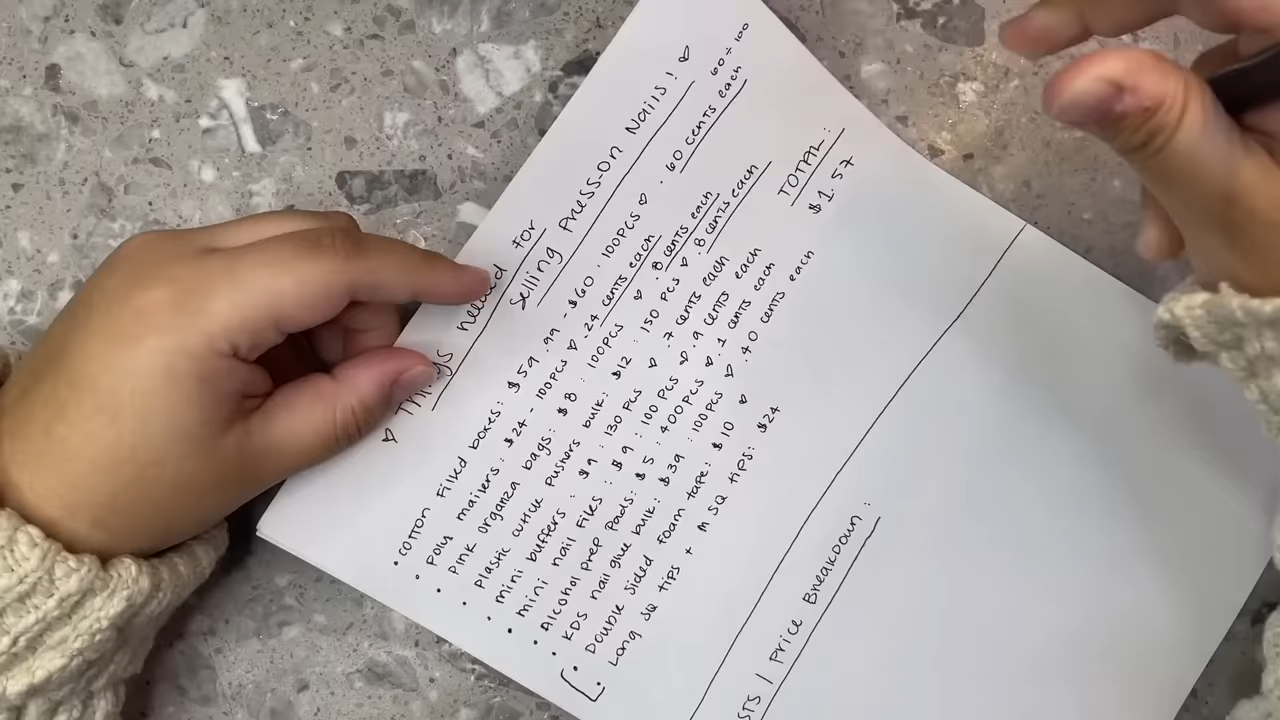 ♡ Things needed for
Selling Press-On Nails! ♡
• Cotton filled boxes: $59.99 - $60 . 100pcs ♡ . 60 cents each 60 ÷ 100
• Poly mailers: $24 - 100pcs ♡ .24 cents each
• Pink organza bags: $8 : 100pcs ♡ 8 cents each
• Plastic cuticle pushers bulk: $12 : 150 pcs ♡ 8 cents each
• mini buffers : $9 : 130 pcs ♡ 7 cents each
• mini nail files : $9 : 100 pcs ♡ .9 cents each
• Alcohol prep pads: $5 : 400pcs ♡ .1 cents each
• KDS nail glue bulk: $39 : 100pcs ♡ .40 cents each
• Double sided foam tape: $10 ♡
• Long SQ tips + M SQ tips: $24
TOTAL:
$1.57
STS / Price Breakdown: